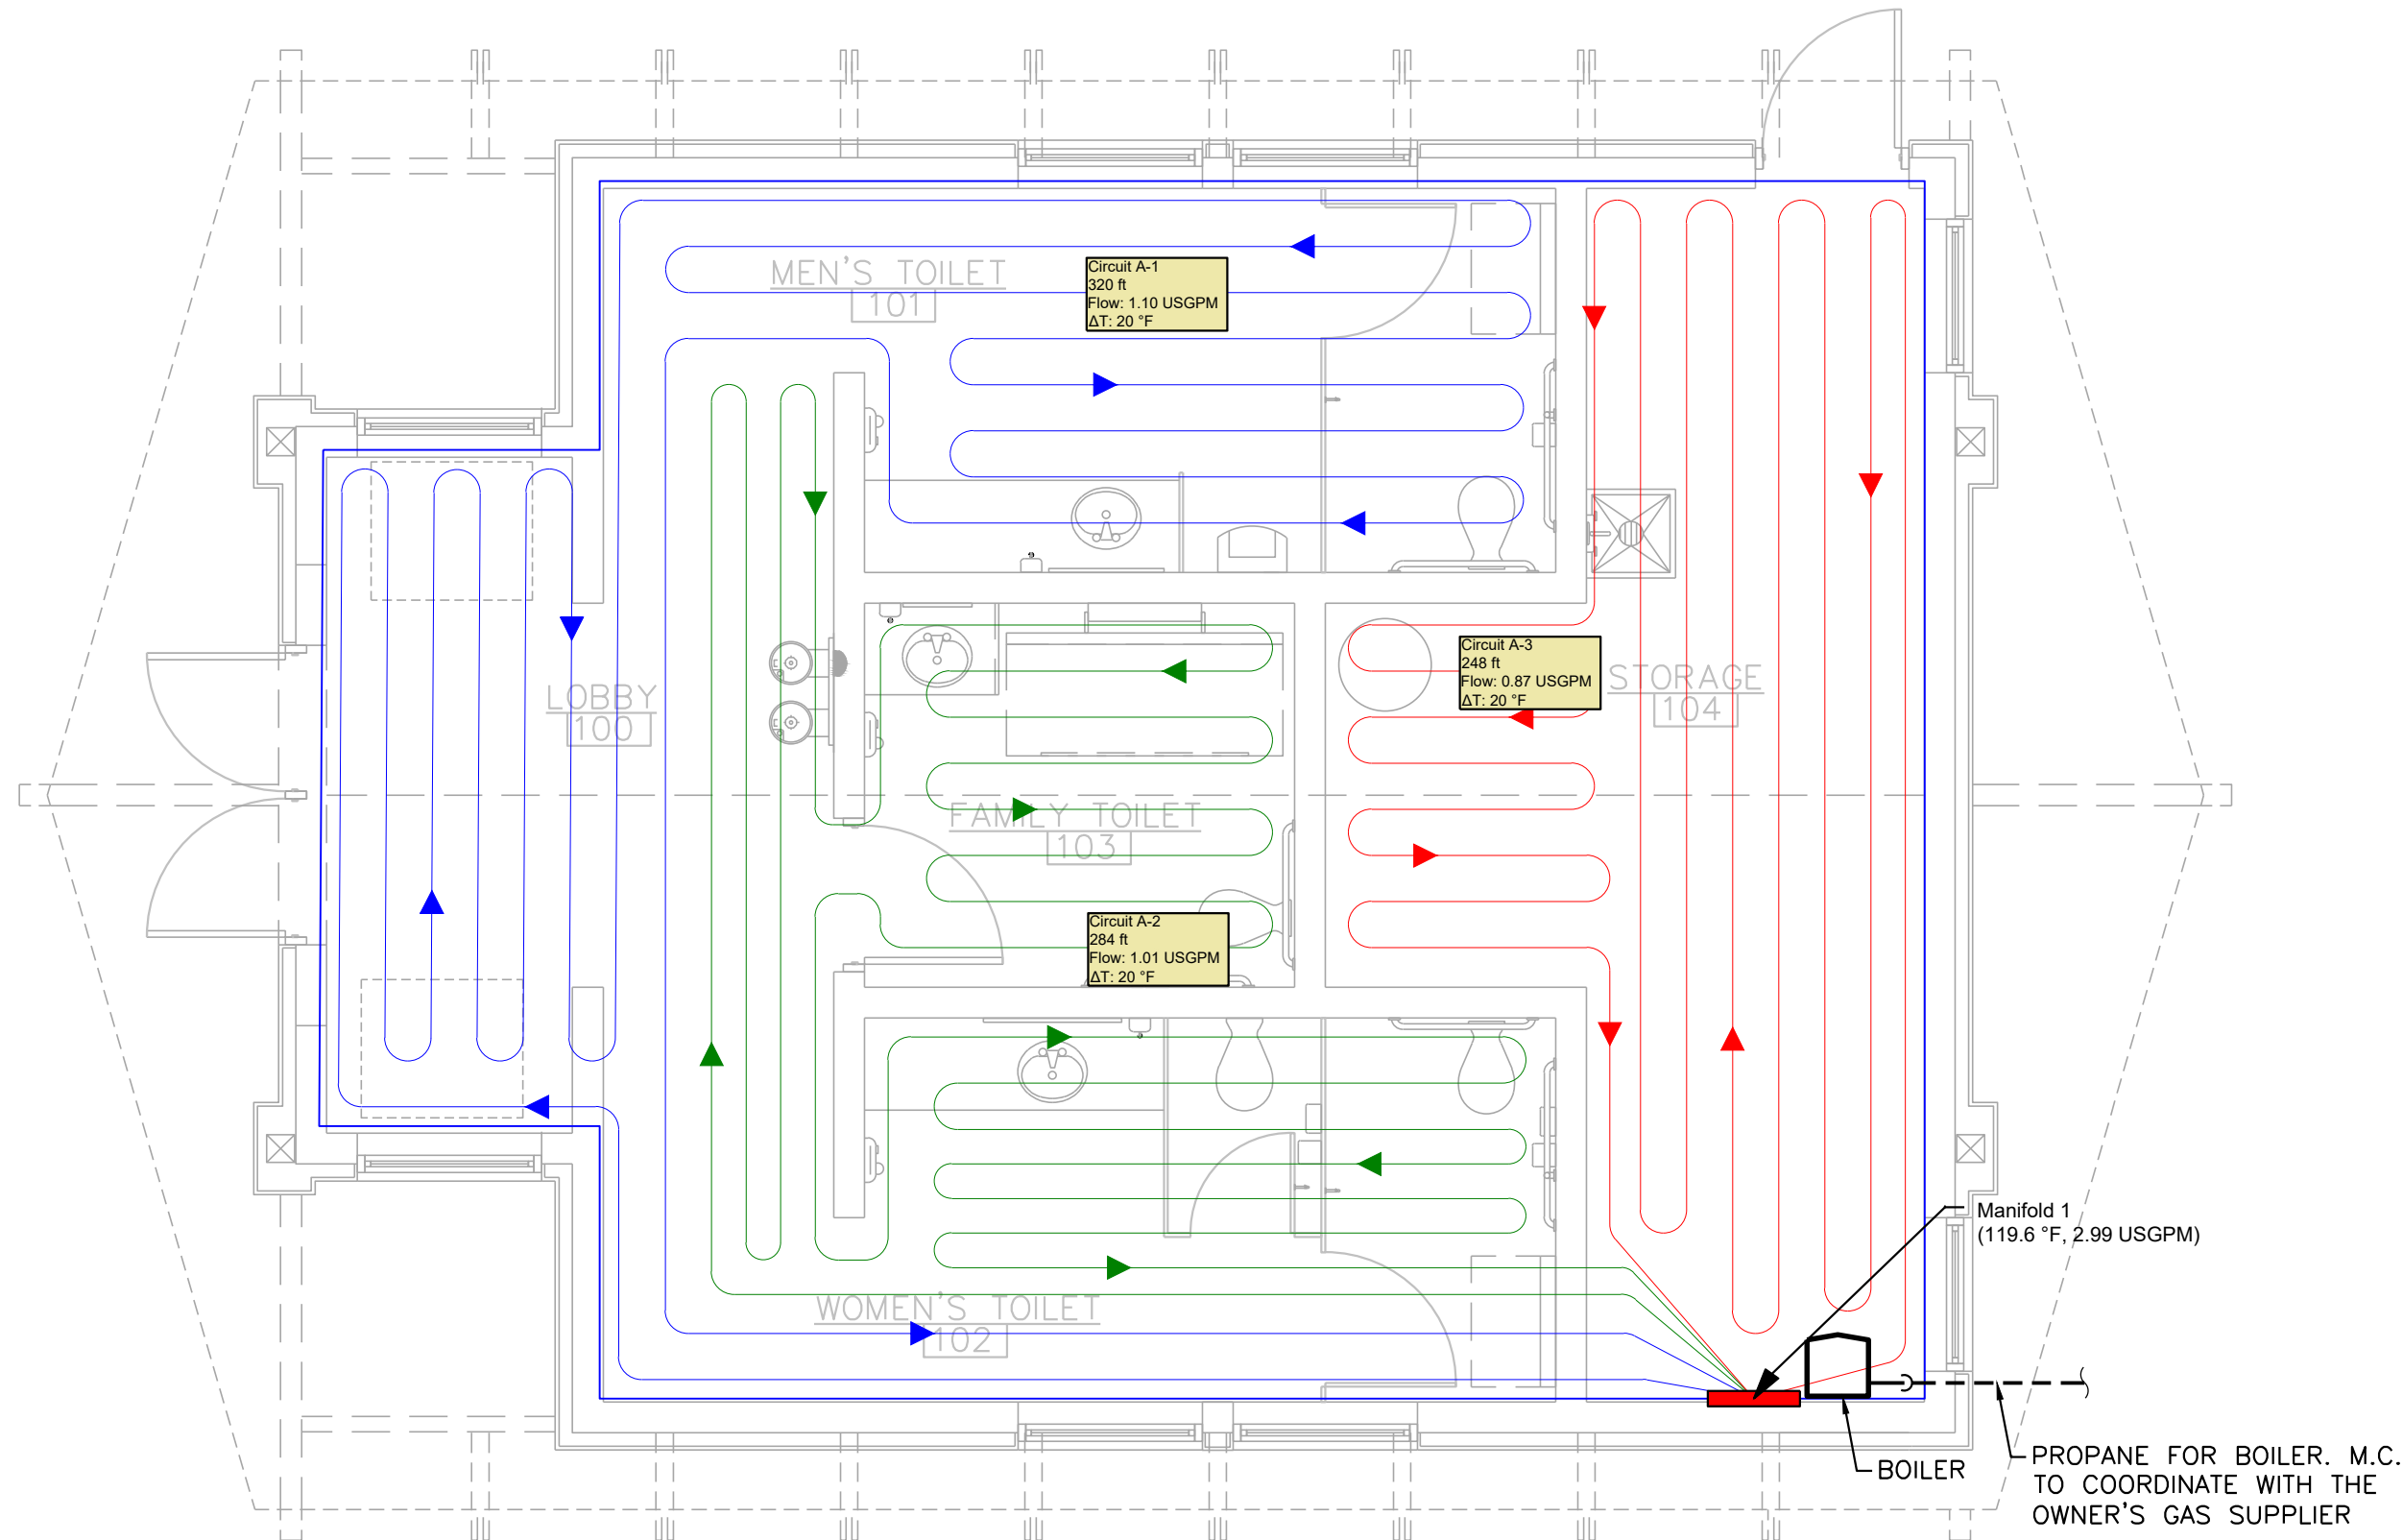 MEN'S TOILET
101
Circuit A-1
320 ft
Flow: 1.10 USGPM
ΔT: 20 °F
LOBBY
100
Circuit A-3
248 ft
Flow: 0.87 USGPM
ΔT: 20 °F
STORAGE
104
FAMILY TOILET
103
Circuit A-2
284 ft
Flow: 1.01 USGPM
ΔT: 20 °F
Manifold 1
(119.6 °F, 2.99 USGPM)
WOMEN'S TOILET
102
BOILER
PROPANE FOR BOILER. M.C.
TO COORDINATE WITH THE
OWNER'S GAS SUPPLIER